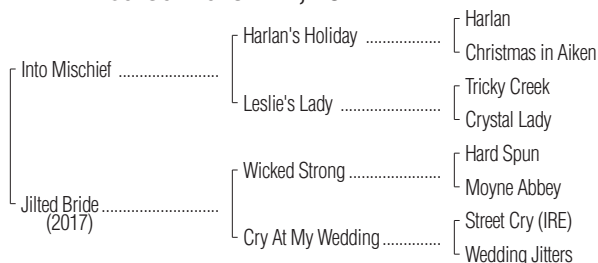 Harlan
Harlan's Holiday ....................
Christmas in Aiken
Into Mischief ...........................
Tricky Creek
Leslie's Lady ...........................
Crystal Lady
Hard Spun
Wicked Strong ........................
Moyne Abbey
Jilted Bride ................................
(2017)
Street Cry (IRE)
Cry At My Wedding ...............
Wedding Jitters